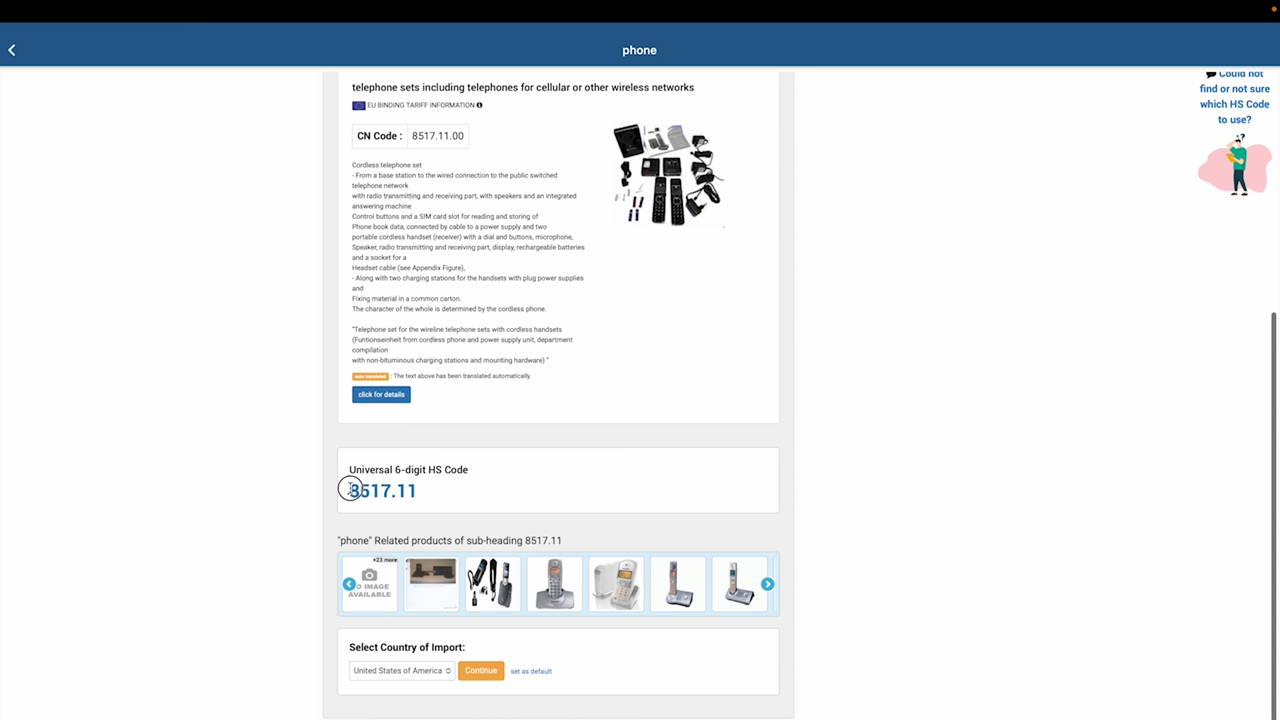 phone
Could not
find or not sure
which HS Code
to use?
telephone sets including telephones for cellular or other wireless networks
EU BINDING TARIFF INFORMATION
CN Code : 8517.11.00
Cordless telephone set
- From a base station to the wired connection to the public switched
telephone network
with radio transmitting and receiving part, with speakers and an integrated
answering machine
Control buttons and a SIM card slot for reading and storing of
Phone book data, connected by cable to a power supply and two
portable cordless handset (receiver) with a dial and buttons, microphone,
Speaker, radio transmitting and receiving part, display, rechargeable batteries
and a socket for a
Headset cable (see Appendix Figure),
- Along with two charging stations for the handsets with plug power supplies
and
Fixing material in a common carton.
The character of the whole is determined by the cordless phone.
"Telephone set for the wireline telephone sets with cordless handsets
(Funtionseinheit from cordless phone and power supply unit, department
compilation
with non-bituminous charging stations and mounting hardware) "
auto translated - The text above has been translated automatically.
click for details
Universal 6-digit HS Code
8517.11
"phone" Related products of sub-heading 8517.11
+23 more
NO IMAGE
AVAILABLE
Select Country of Import:
United States of America Continue set as default